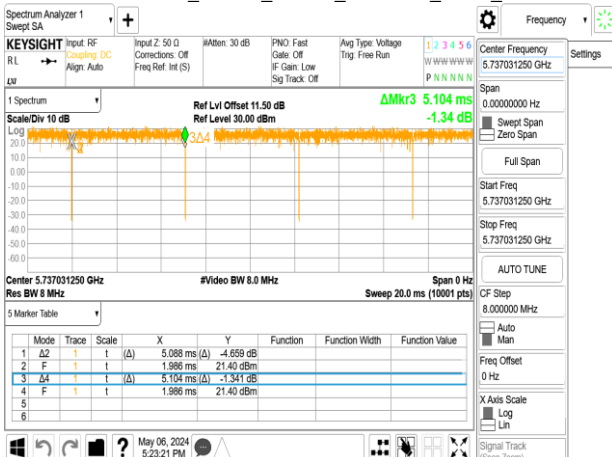 Spectrum Analyzer 1
Swept SA
+
Frequency
Settings
KEYSIGHT
RL
LXI
Input: RF
Coupling: DC
Align: Auto
Input Z: 50 Ω
Corrections: Off
Freq Ref: Int (S)
#Atten: 30 dB
PNO: Fast
Gate: Off
IF Gain: Low
Sig Track: Off
Avg Type: Voltage
Trig: Free Run
1 2 3 4 5 6
W W W W W W
P N N N N N
1 Spectrum
Scale/Div 10 dB
Ref Lvl Offset 11.50 dB
Ref Level 30.00 dBm
ΔMkr3 5.104 ms
-1.34 dB
Log
20.0
10.0
0.00
-10.0
-20.0
-30.0
-40.0
-50.0
-60.0
3Δ4
Center 5.737031250 GHz
Res BW 8 MHz
#Video BW 8.0 MHz
Span 0 Hz
Sweep 20.0 ms (10001 pts)
5 Marker Table
Mode Trace Scale X Y Function Function Width Function Value
1 Δ2 1 t (Δ) 5.088 ms (Δ) -4.659 dB
2 F 1 t 1.986 ms 21.40 dBm
3 Δ4 1 t (Δ) 5.104 ms (Δ) -1.341 dB
4 F 1 t 1.986 ms 21.40 dBm
5
6
May 06, 2024
5:23:21 PM
?
Center Frequency
5.737031250 GHz
Span
0.00000000 Hz
Swept Span
Zero Span
Full Span
Start Freq
5.737031250 GHz
Stop Freq
5.737031250 GHz
AUTO TUNE
CF Step
8.000000 MHz
Auto
Man
Freq Offset
0 Hz
X Axis Scale
Log
Lin
Signal Track
(Span Zoom)